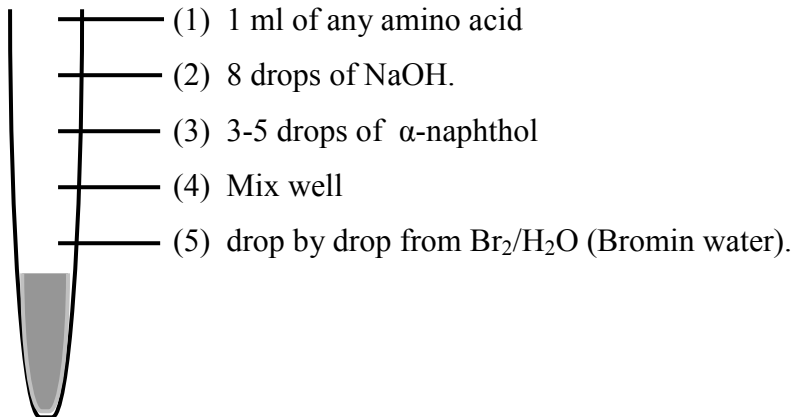 (1) 1 ml of any amino acid
(2) 8 drops of NaOH.
(3) 3-5 drops of α-naphthol
(4) Mix well
(5) drop by drop from Br₂/H₂O (Bromin water).